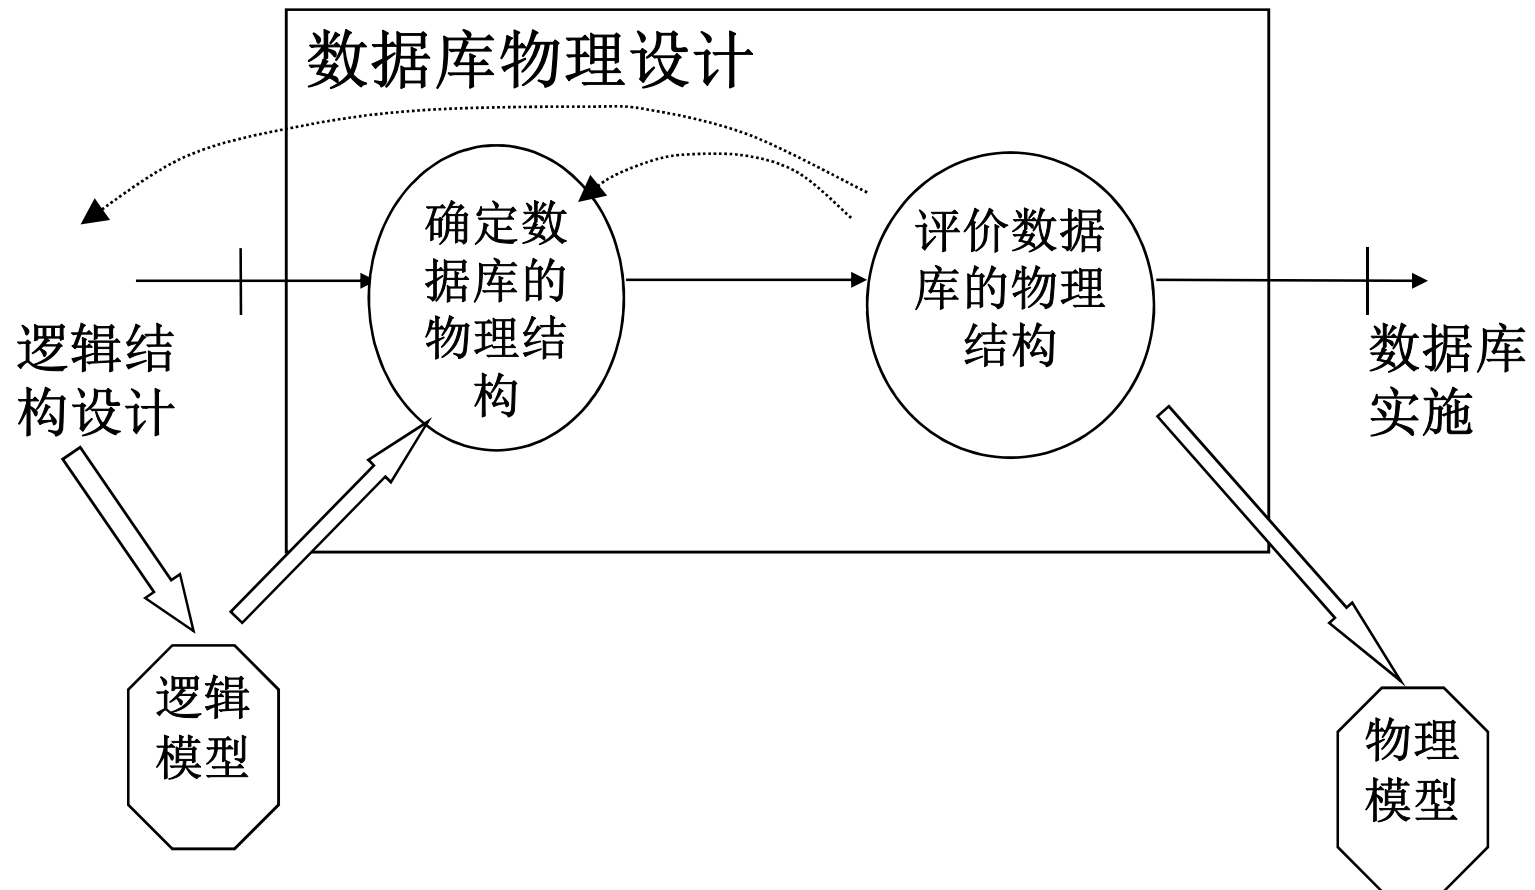 数据库物理设计
确定数
据库的
物理结
构
评价数据
库的物理
结构
逻辑结
构设计
数据库
实施
逻辑
模型
物理
模型